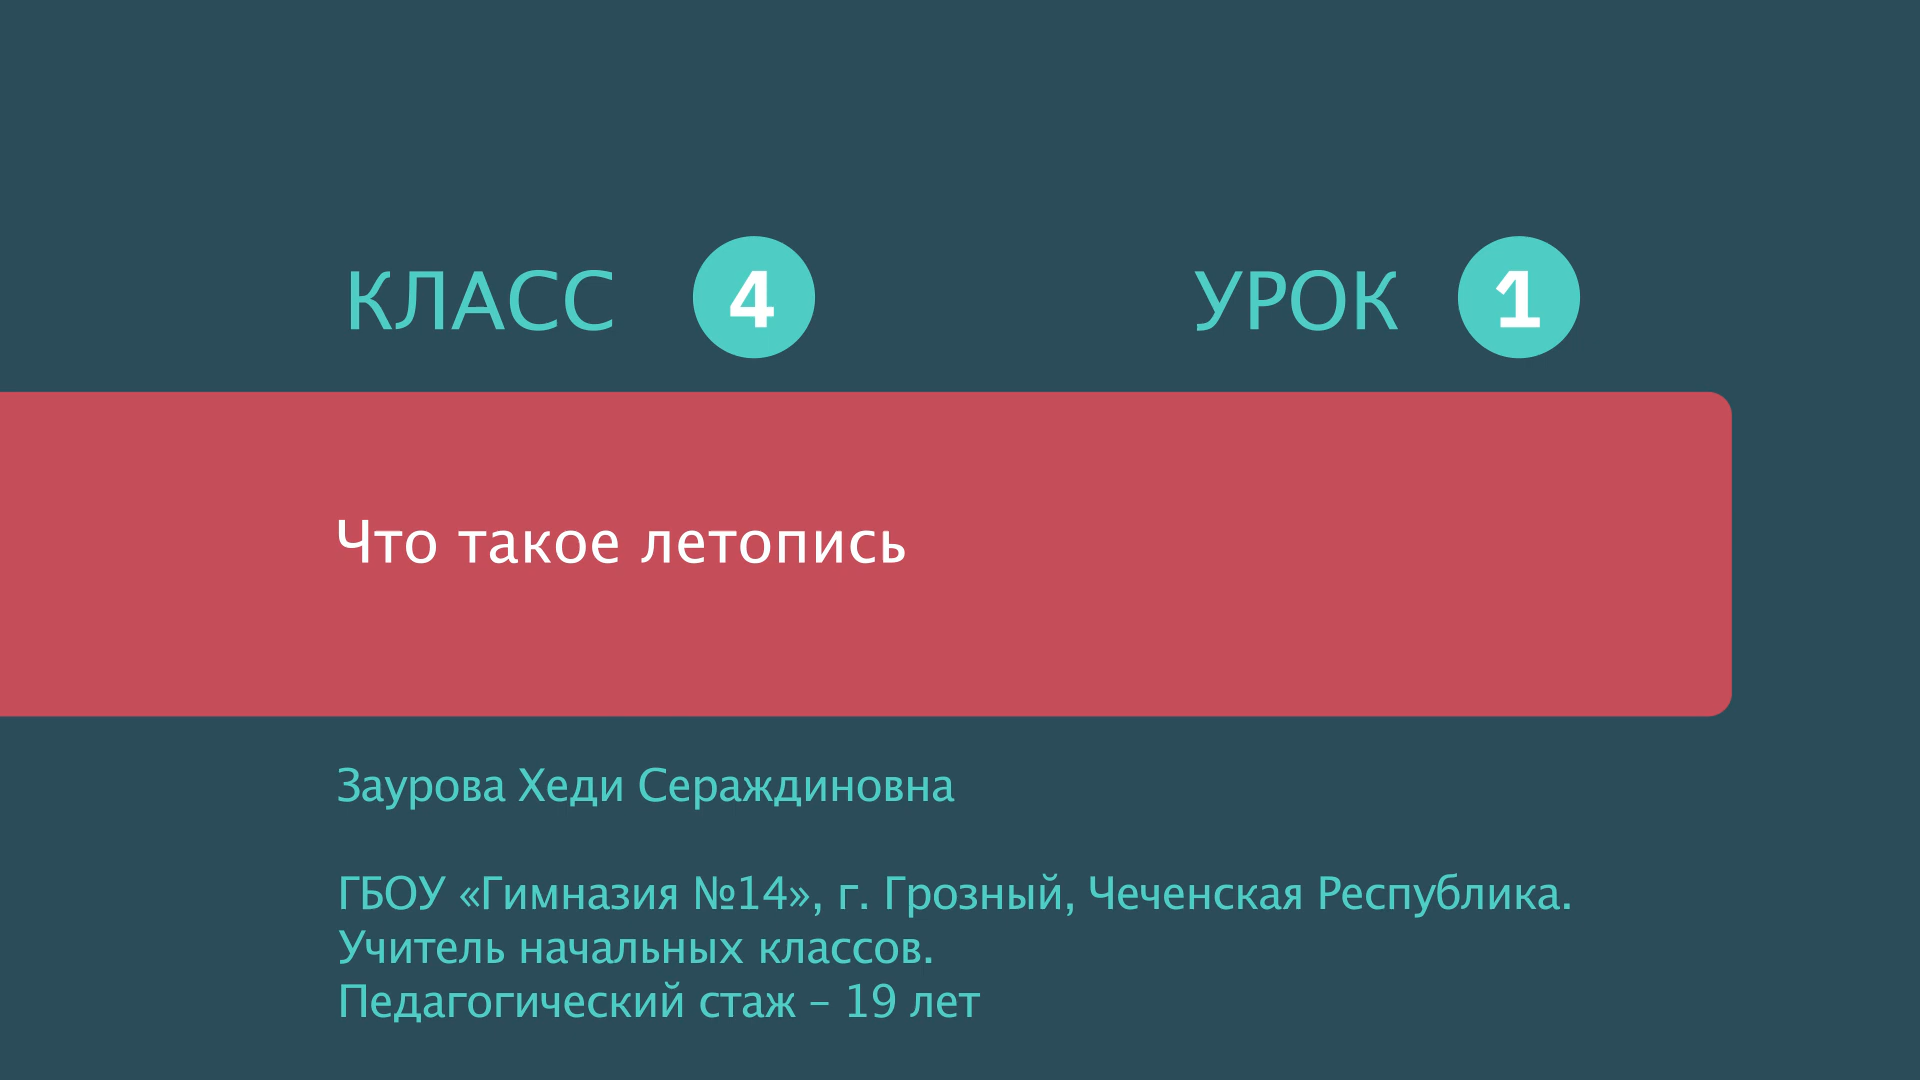 КЛАСС 4 УРОК 1
Что такое летопись
Заурова Хеди Сераждиновна
ГБОУ «Гимназия №14», г. Грозный, Чеченская Республика.
Учитель начальных классов.
Педагогический стаж – 19 лет